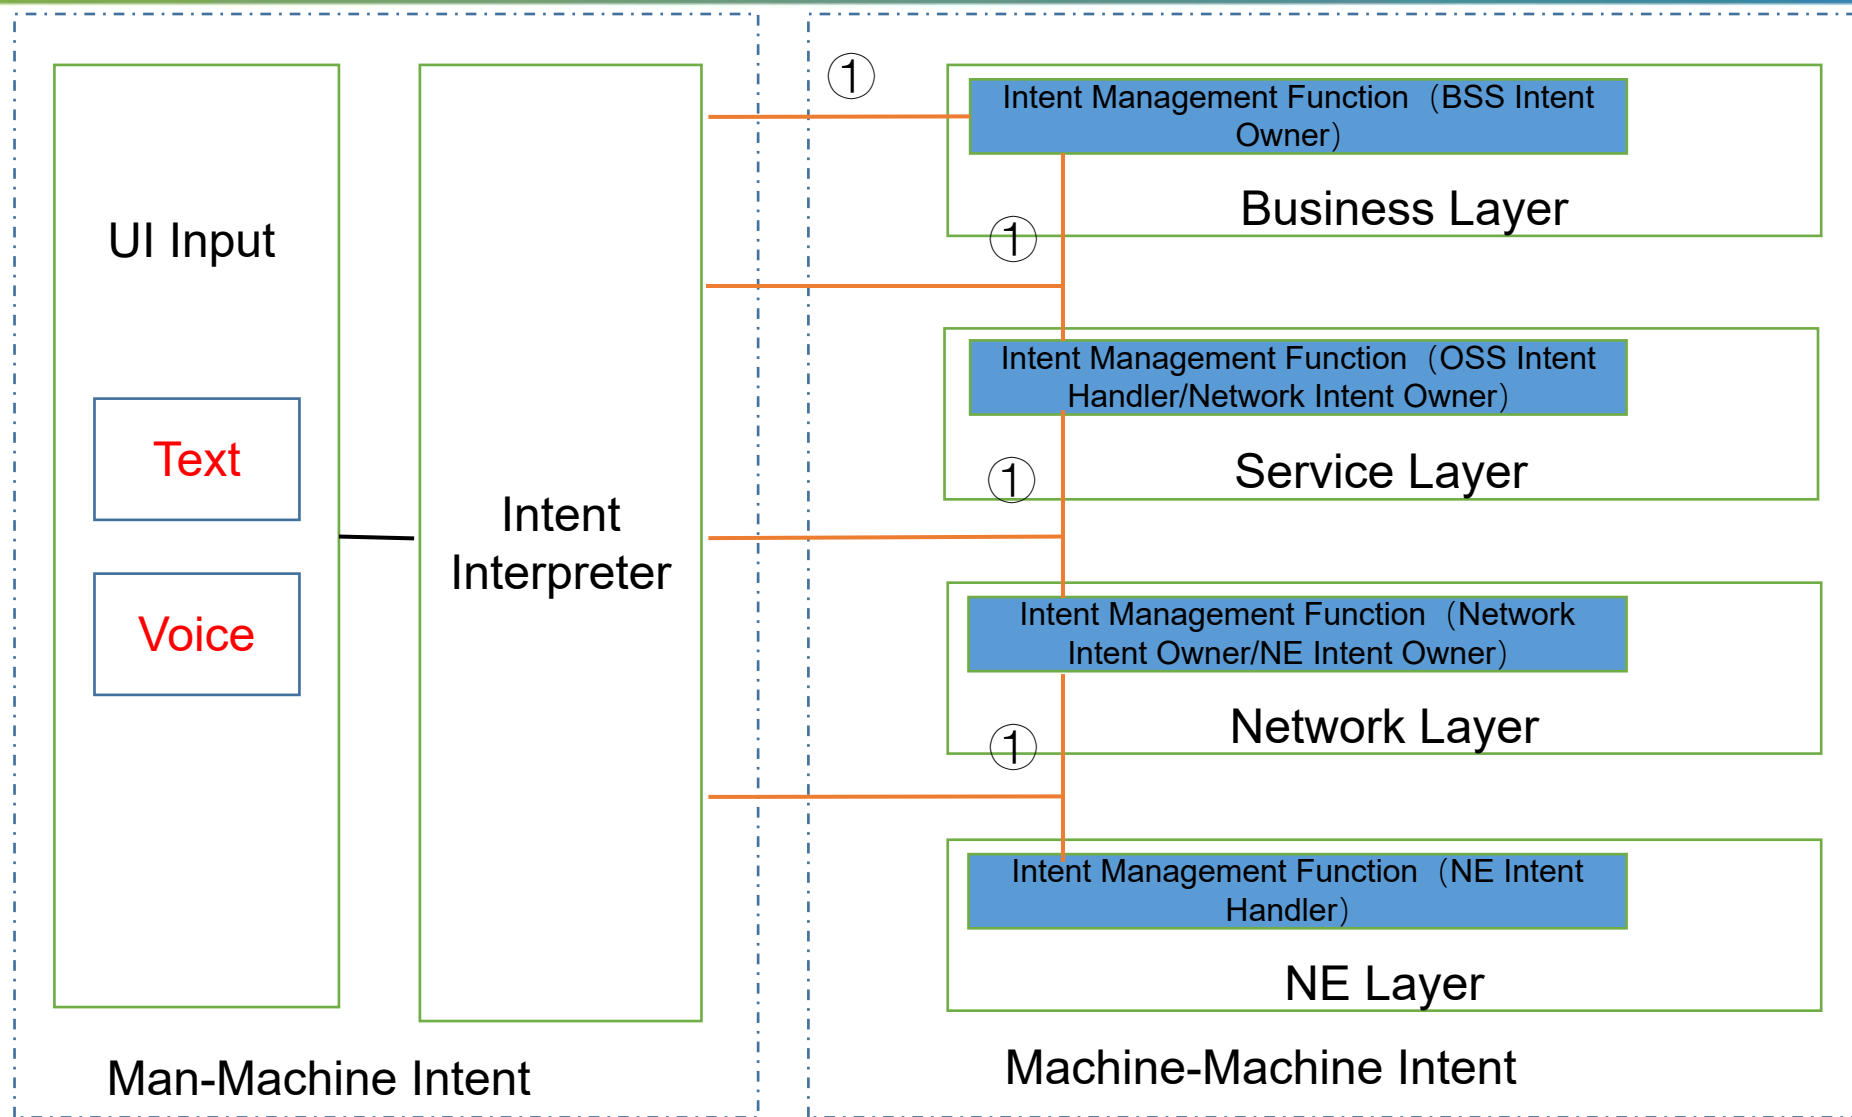 UI Input
Text
Voice
Intent
Interpreter
Man-Machine Intent
①
Intent Management Function（BSS Intent
Owner）
Business Layer
①
Intent Management Function（OSS Intent
Handler/Network Intent Owner）
Service Layer
①
Intent Management Function（Network
Intent Owner/NE Intent Owner）
Network Layer
①
Intent Management Function（NE Intent
Handler）
NE Layer
Machine-Machine Intent